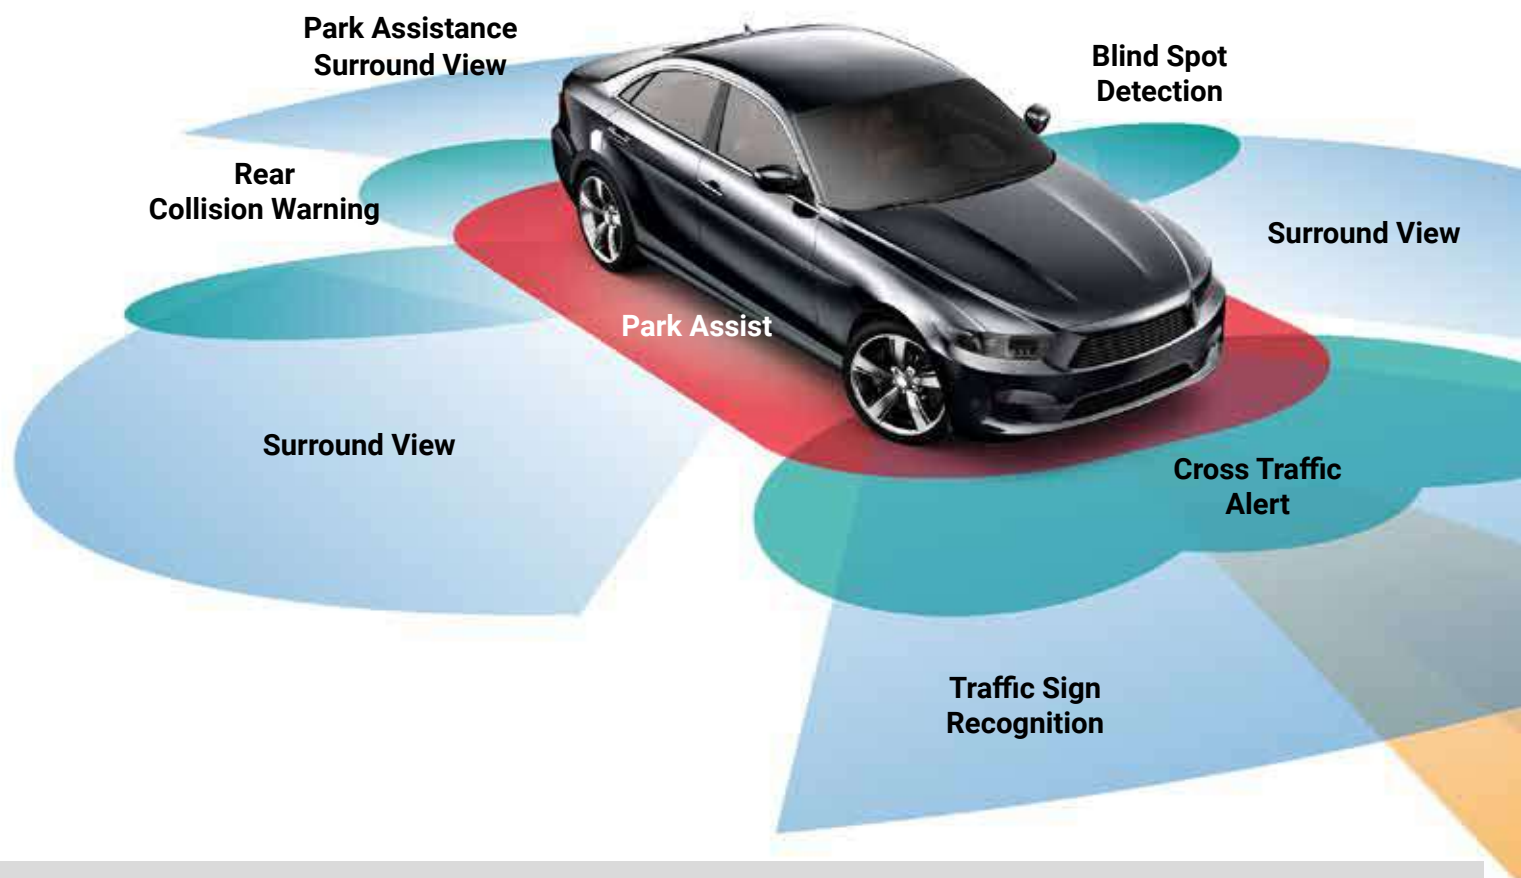 Park Assistance
Surround View
Blind Spot
Detection
Rear
Collision Warning
Surround View
Park Assist
Surround View
Cross Traffic
Alert
Traffic Sign
Recognition